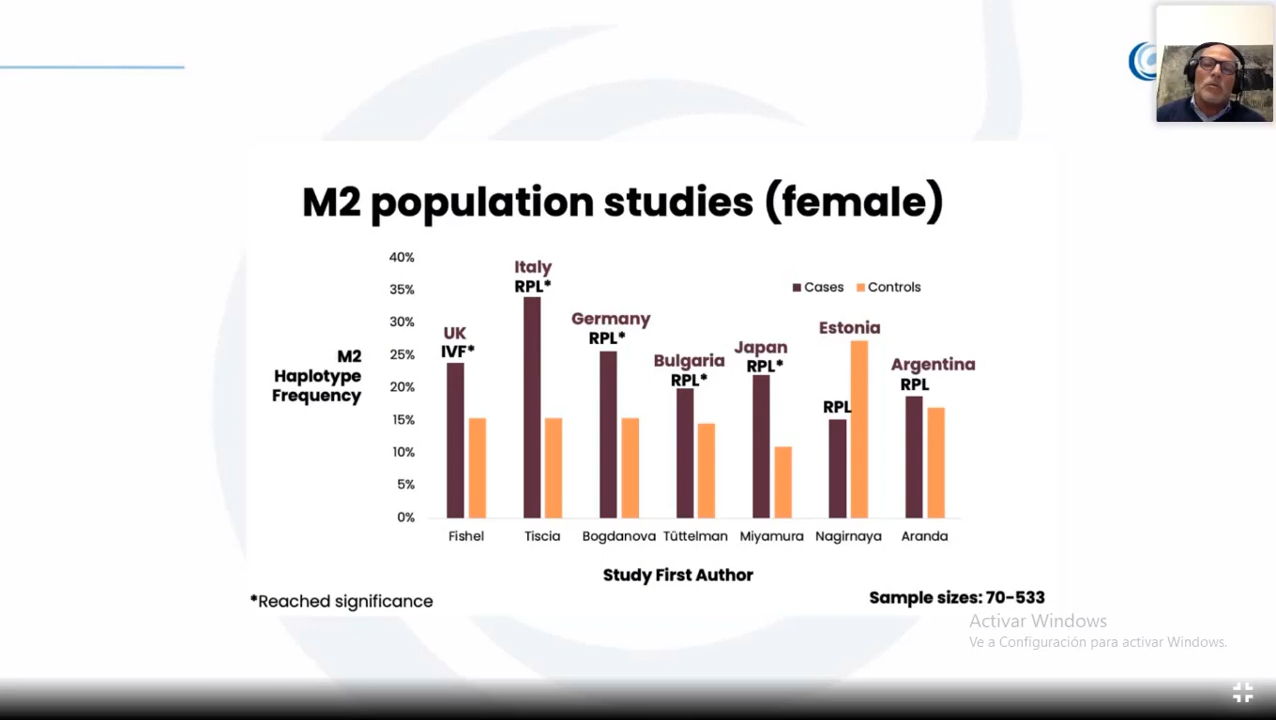 M2 population studies (female)
40%
35%
30%
25%
20%
15%
10%
5%
0%
M2
Haplotype
Frequency
Cases
Controls
UK
IVF*
Italy
RPL*
Germany
RPL*
Bulgaria
RPL*
Japan
RPL*
Estonia
RPL
Argentina
RPL
Fishel
Tiscia
Bogdanova
Tüttelman
Miyamura
Nagirnaya
Aranda
Study First Author
*Reached significance
Sample sizes: 70-533
Activar Windows
Ve a Configuración para activar Windows.